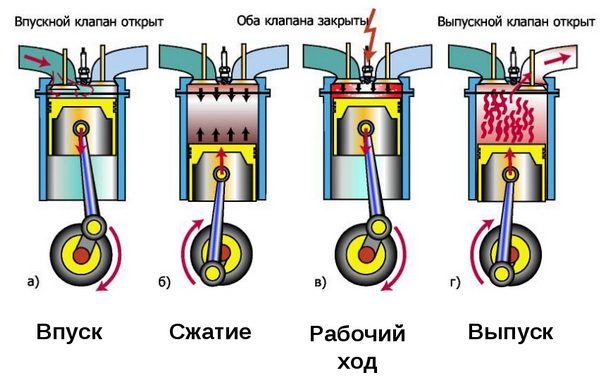 Впускной клапан открыт
Оба клапана закрыты
Выпускной клапан открыт
а)
б)
в)
г)
Впуск
Сжатие
Рабочий
ход
Выпуск